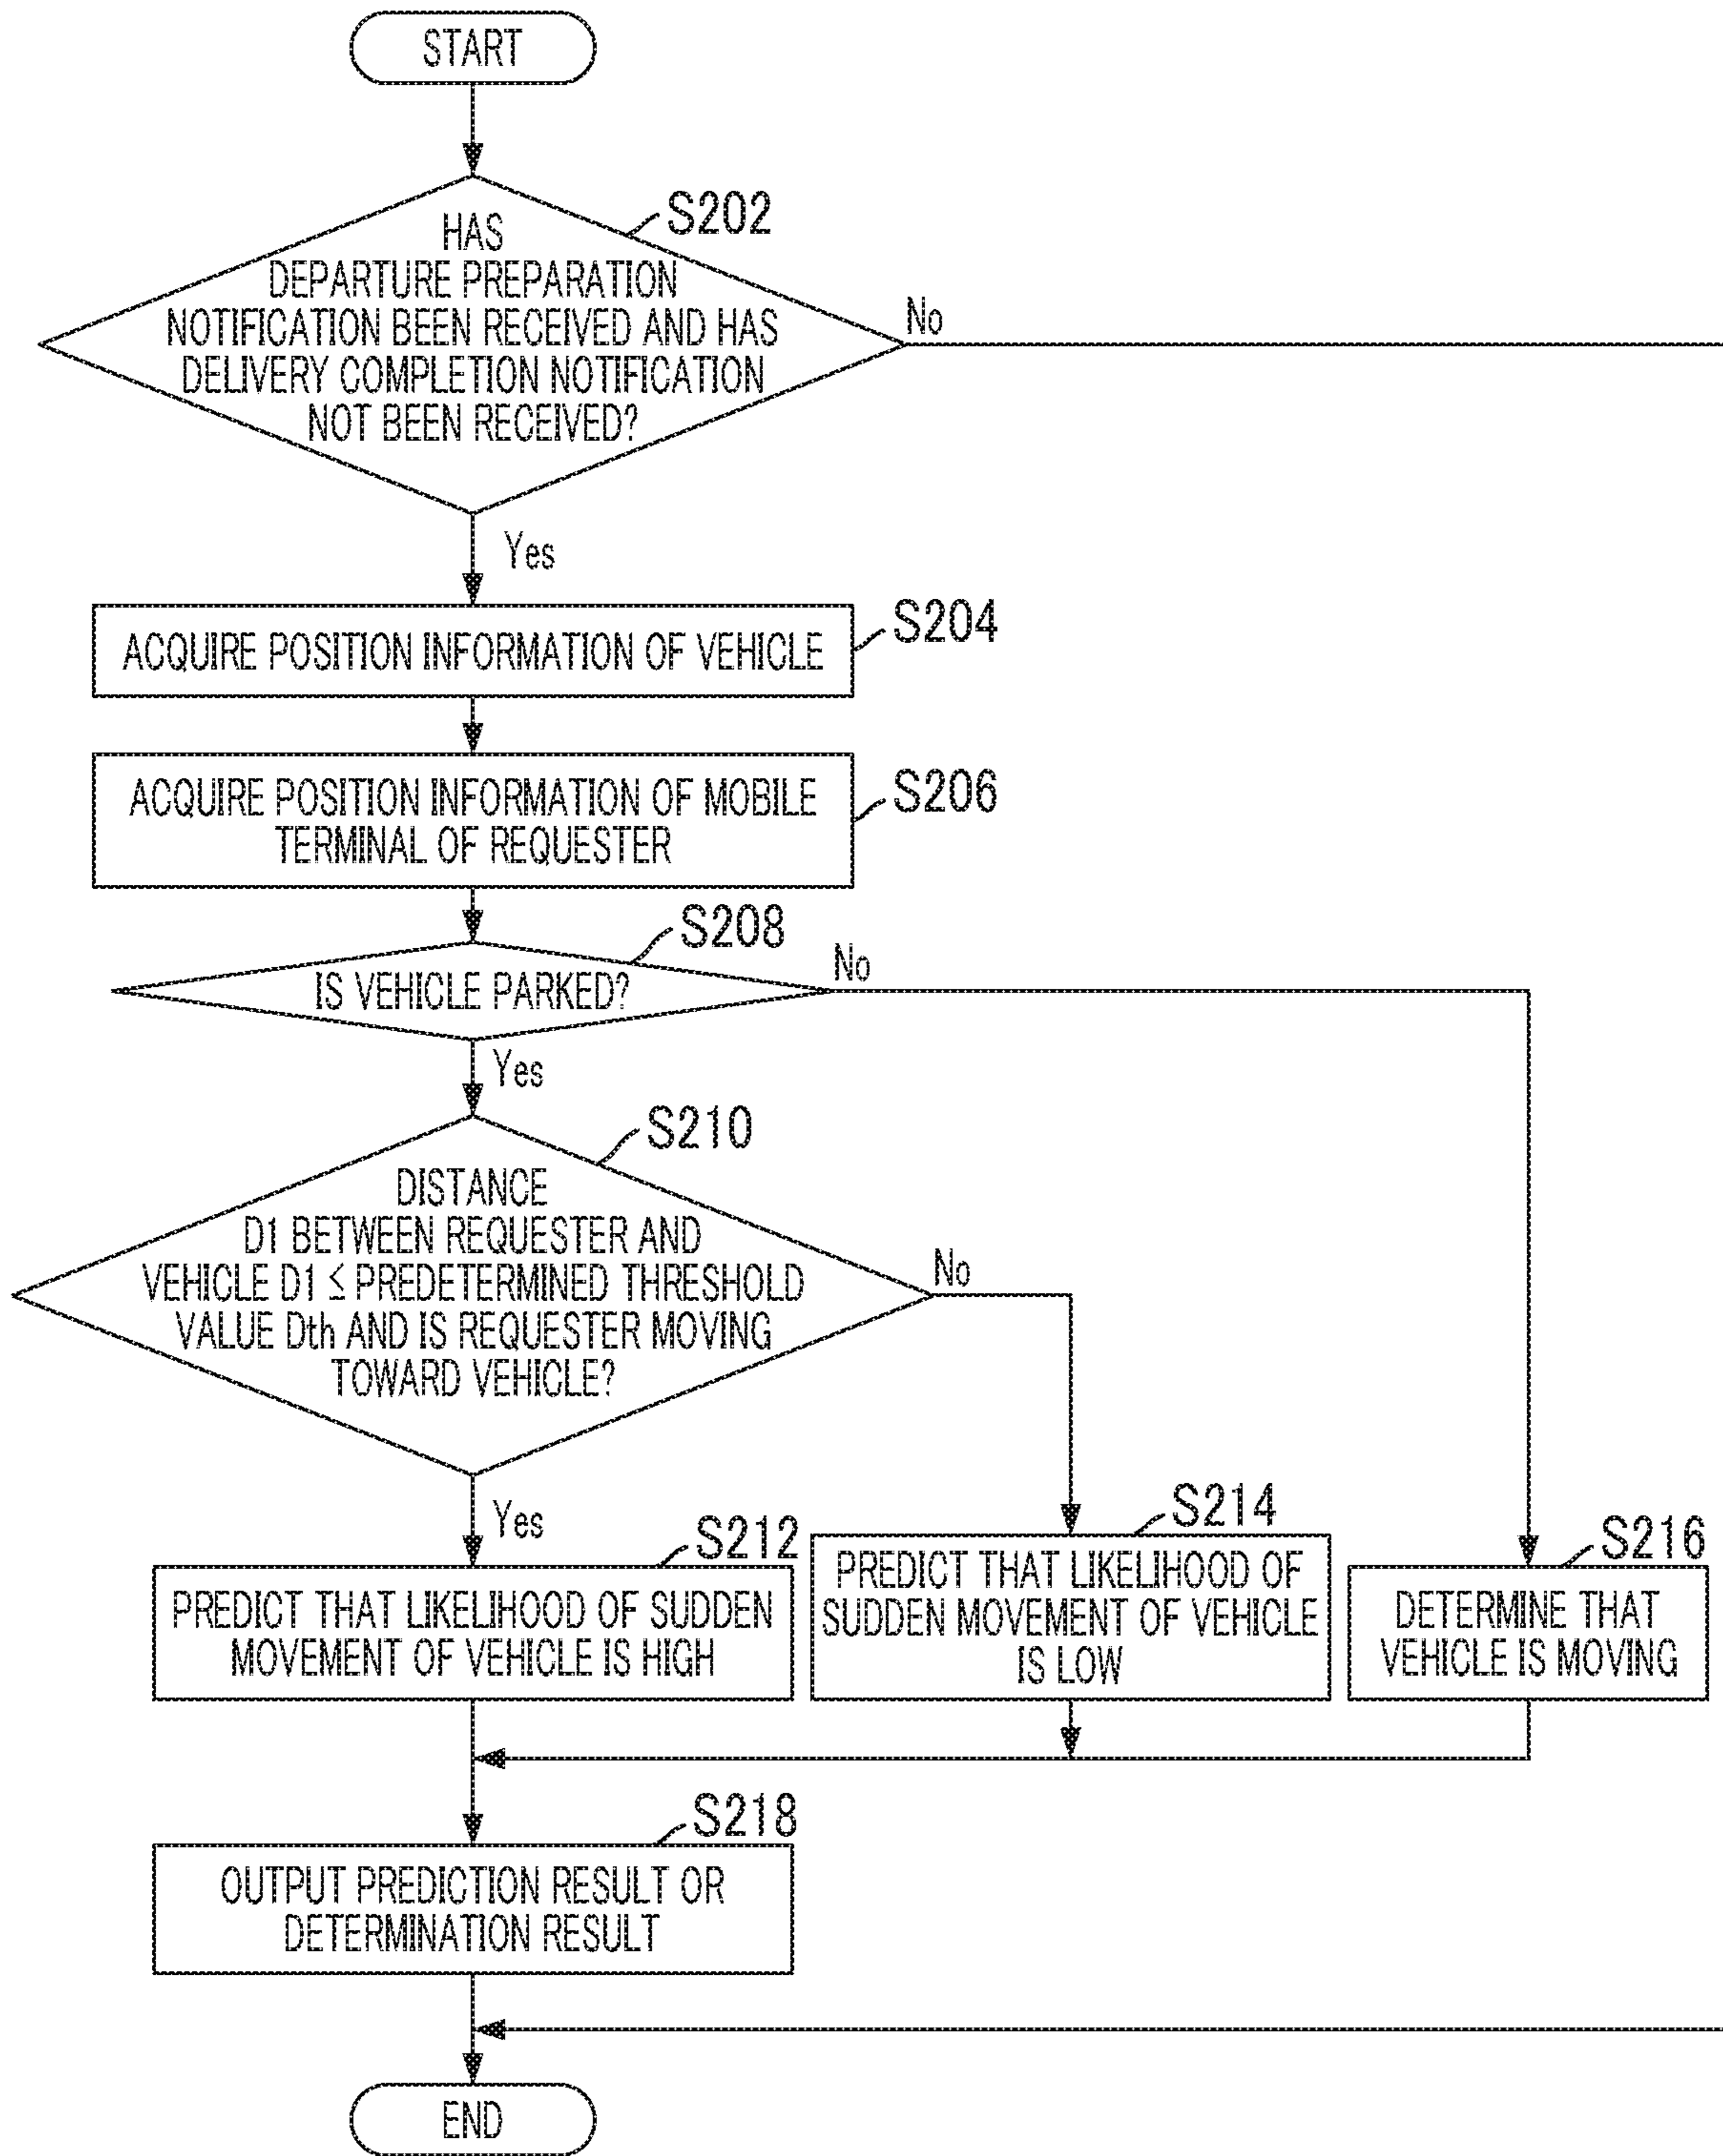 START
S202
HAS
DEPARTURE PREPARATION
NOTIFICATION BEEN RECEIVED AND HAS
DELIVERY COMPLETION NOTIFICATION
NOT BEEN RECEIVED?
No
Yes
S204
ACQUIRE POSITION INFORMATION OF VEHICLE
S206
ACQUIRE POSITION INFORMATION OF MOBILE
TERMINAL OF REQUESTER
S208
IS VEHICLE PARKED?
No
Yes
S210
DISTANCE
D1 BETWEEN REQUESTER AND
VEHICLE D1 ≤ PREDETERMINED THRESHOLD
VALUE Dth AND IS REQUESTER MOVING
TOWARD VEHICLE?
No
Yes
S212
PREDICT THAT LIKELIHOOD OF SUDDEN
MOVEMENT OF VEHICLE IS HIGH
S214
PREDICT THAT LIKELIHOOD OF
SUDDEN MOVEMENT OF VEHICLE
IS LOW
S216
DETERMINE THAT
VEHICLE IS MOVING
S218
OUTPUT PREDICTION RESULT OR
DETERMINATION RESULT
END